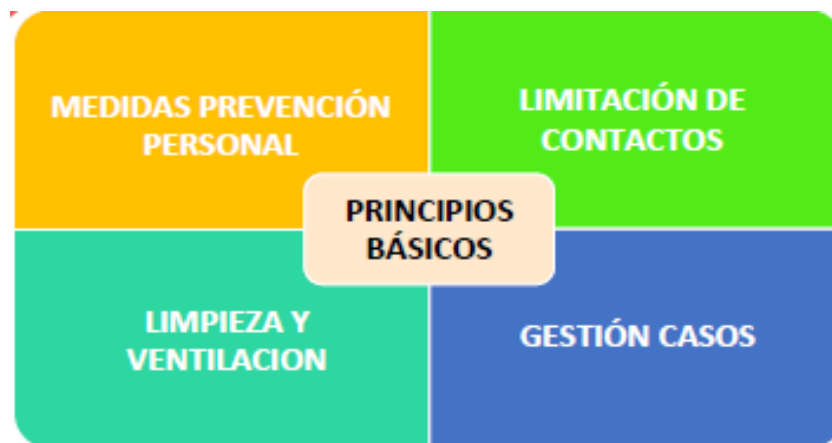 MEDIDAS PREVENCIÓN
PERSONAL
LIMITACIÓN DE
CONTACTOS
PRINCIPIOS
BÁSICOS
LIMPIEZA Y
VENTILACION
GESTIÓN CASOS